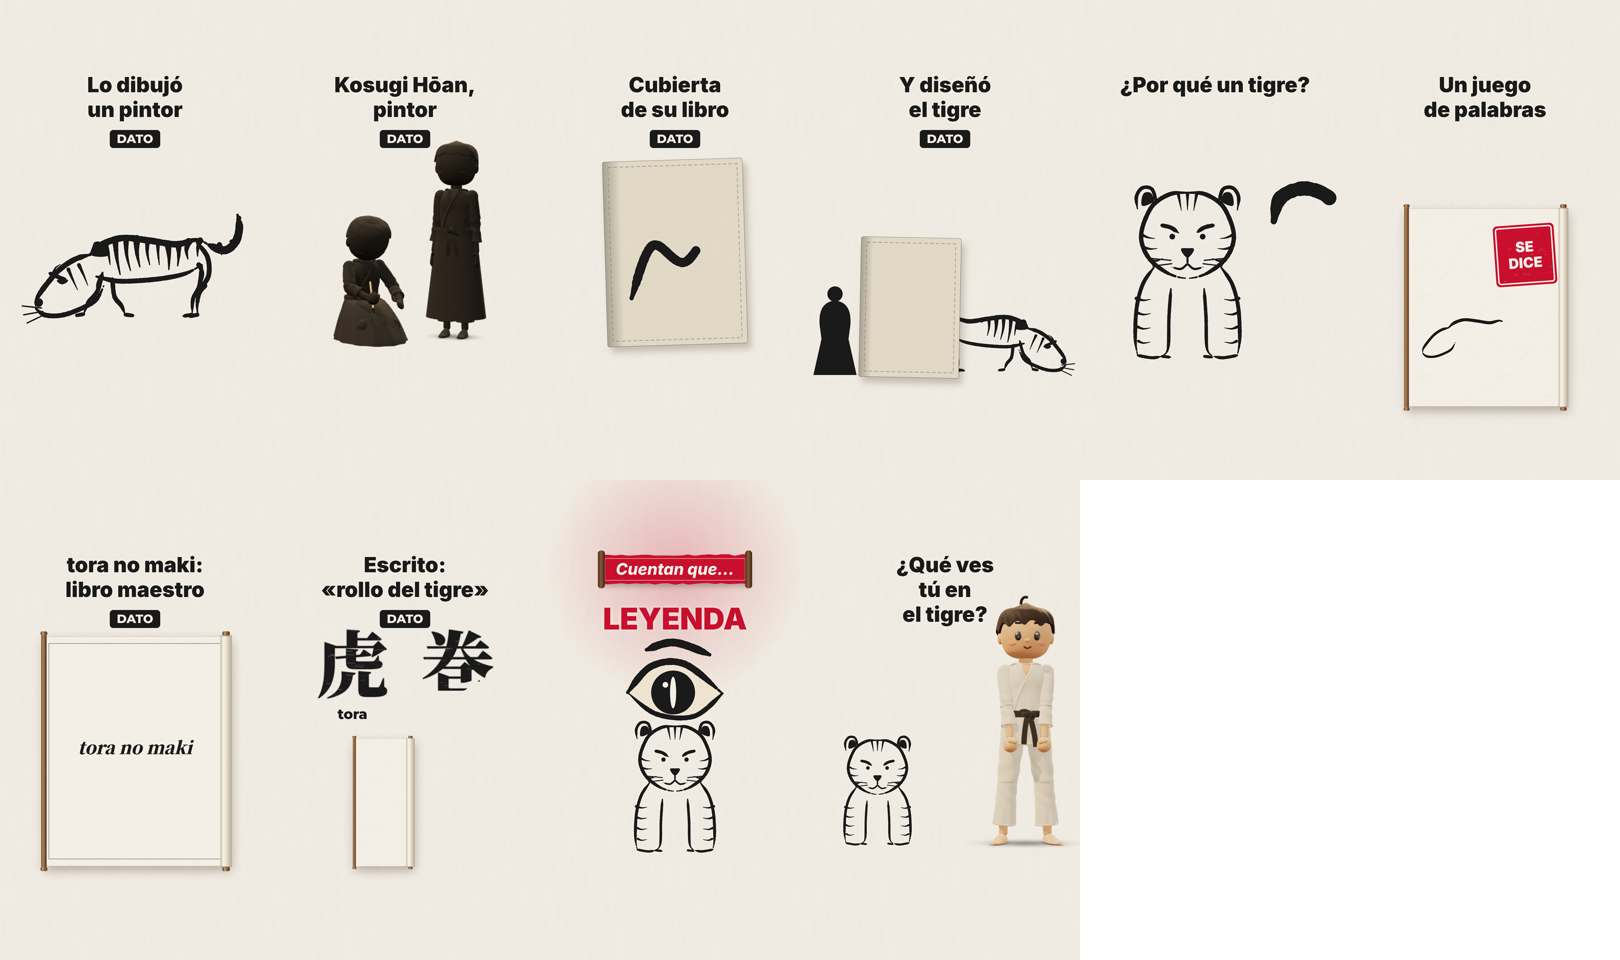 Lo dibujó
un pintor
DATO
Kosugi Hōan,
pintor
DATO
Cubierta
de su libro
DATO
Y diseñó
el tigre
DATO
¿Por qué un tigre?
Un juego
de palabras
SE
DICE
tora no maki:
libro maestro
DATO
tora no maki
Escrito:
«rollo del tigre»
DATO
虎 巻
tora
Cuentan que...
LEYENDA
¿Qué ves
tú en
el tigre?